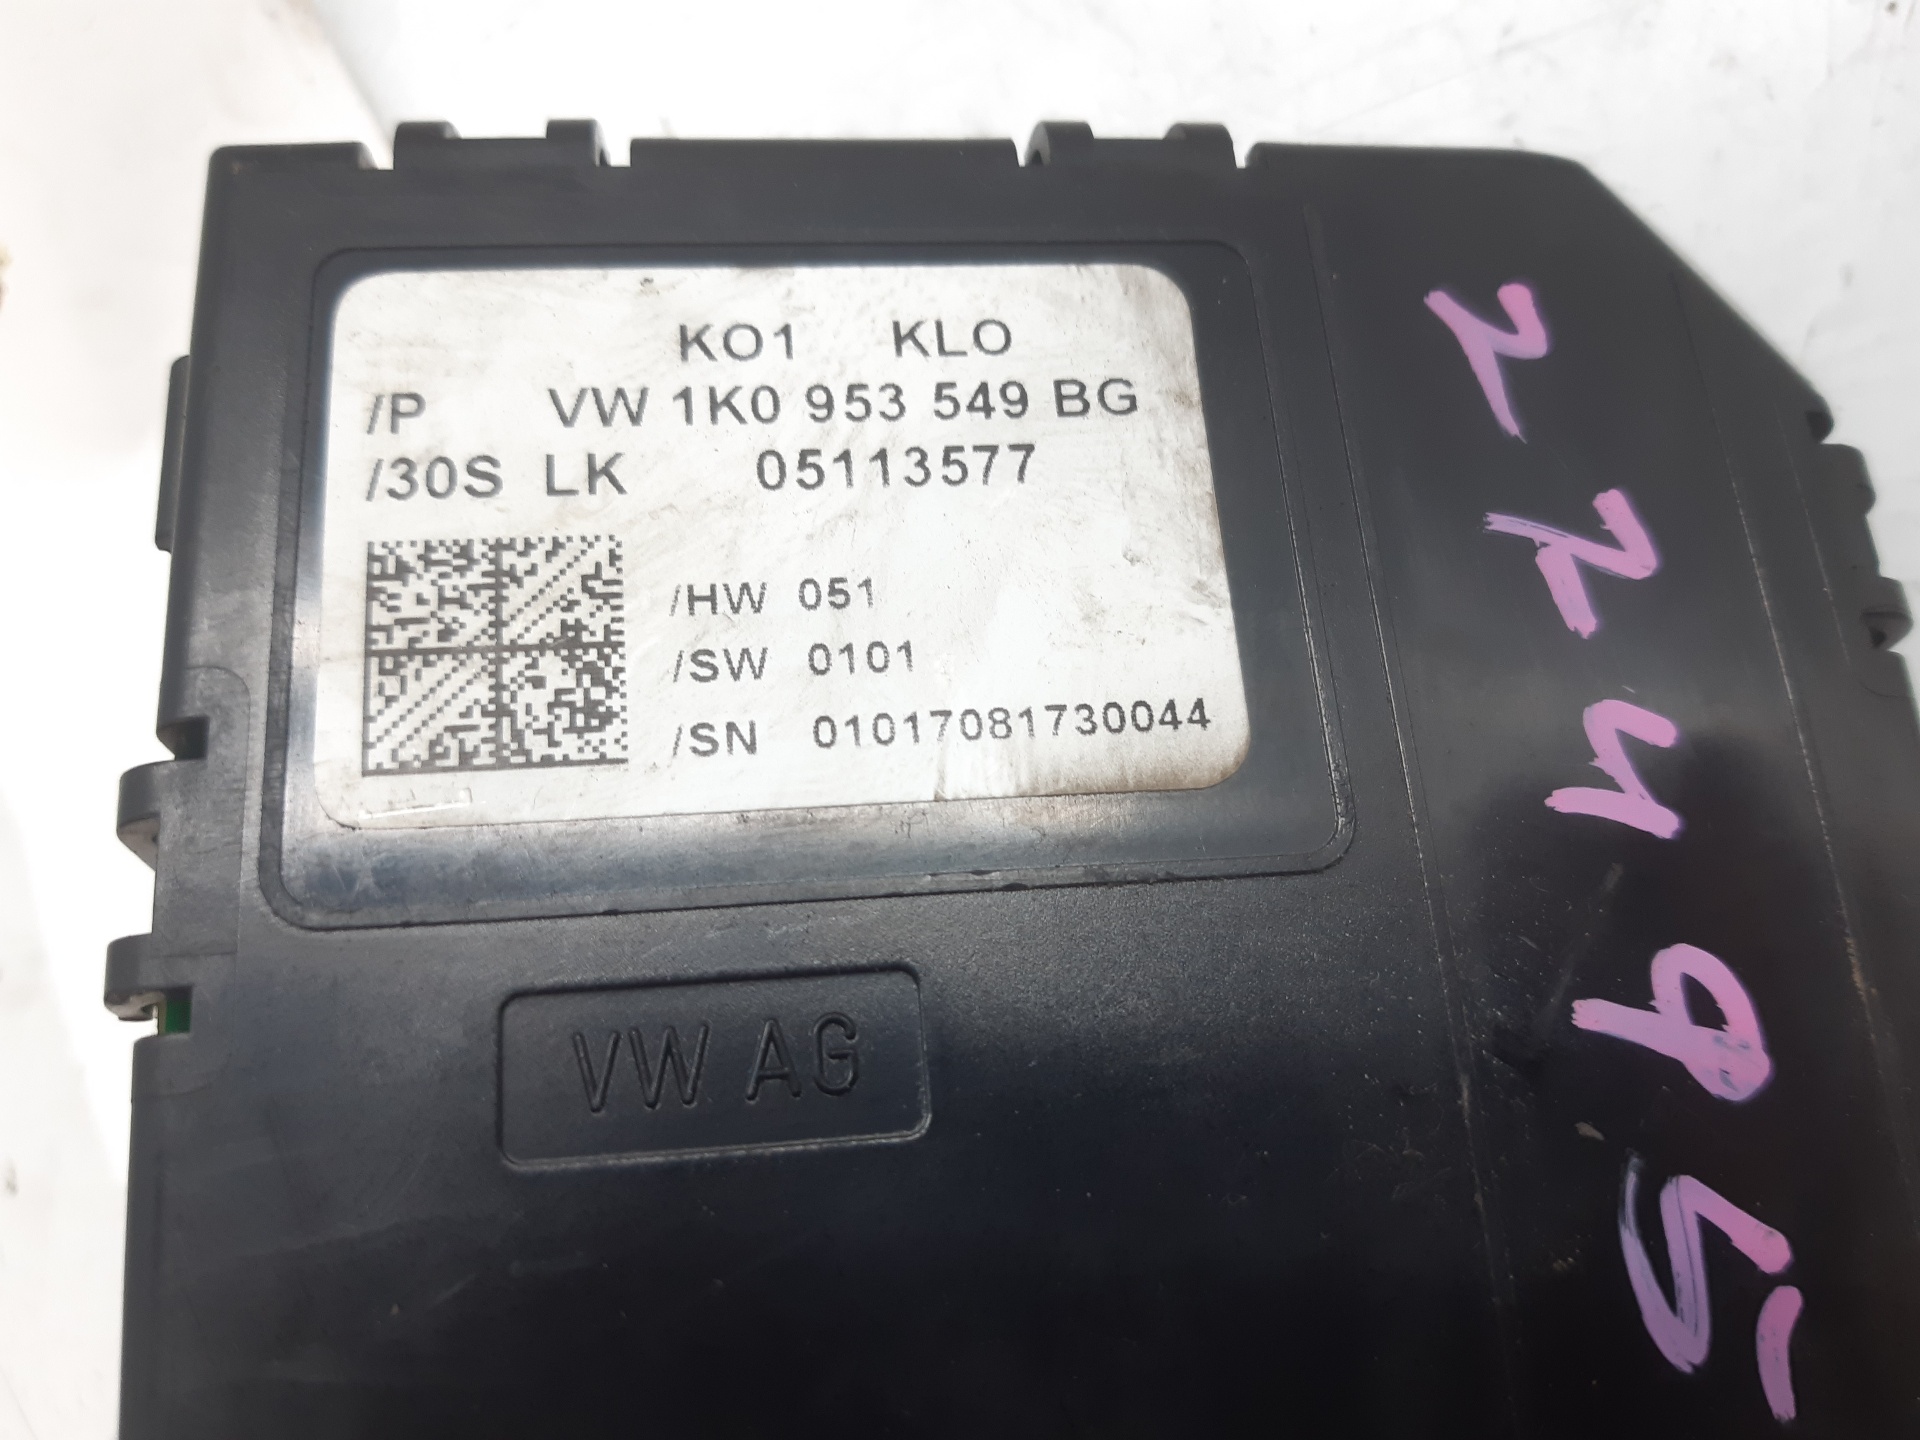 KO1 KLO
/P VW 1K0 953 549 BG
/30S LK 05113577
/HW 051
/SW 0101
/SN 01017081730044
VW AG
22495